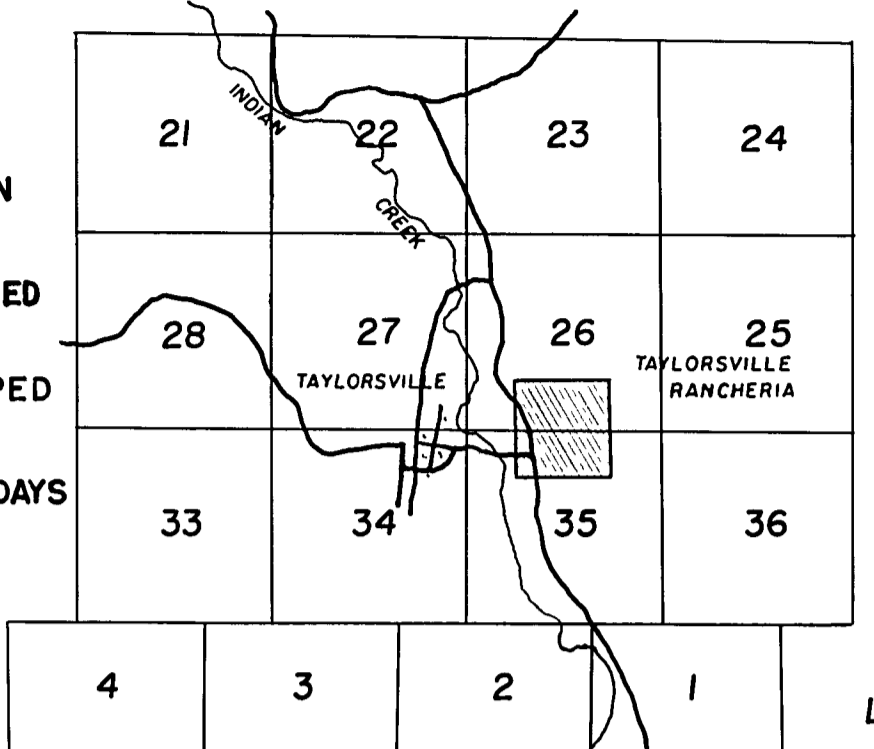 INDIAN
21
22
23
24
N
CREEK
ED
28
27
26
25
TAYLORSVILLE
TAYLORSVILLE
RANCHERIA
PED
DAYS
33
34
35
36
4
3
2
1
L